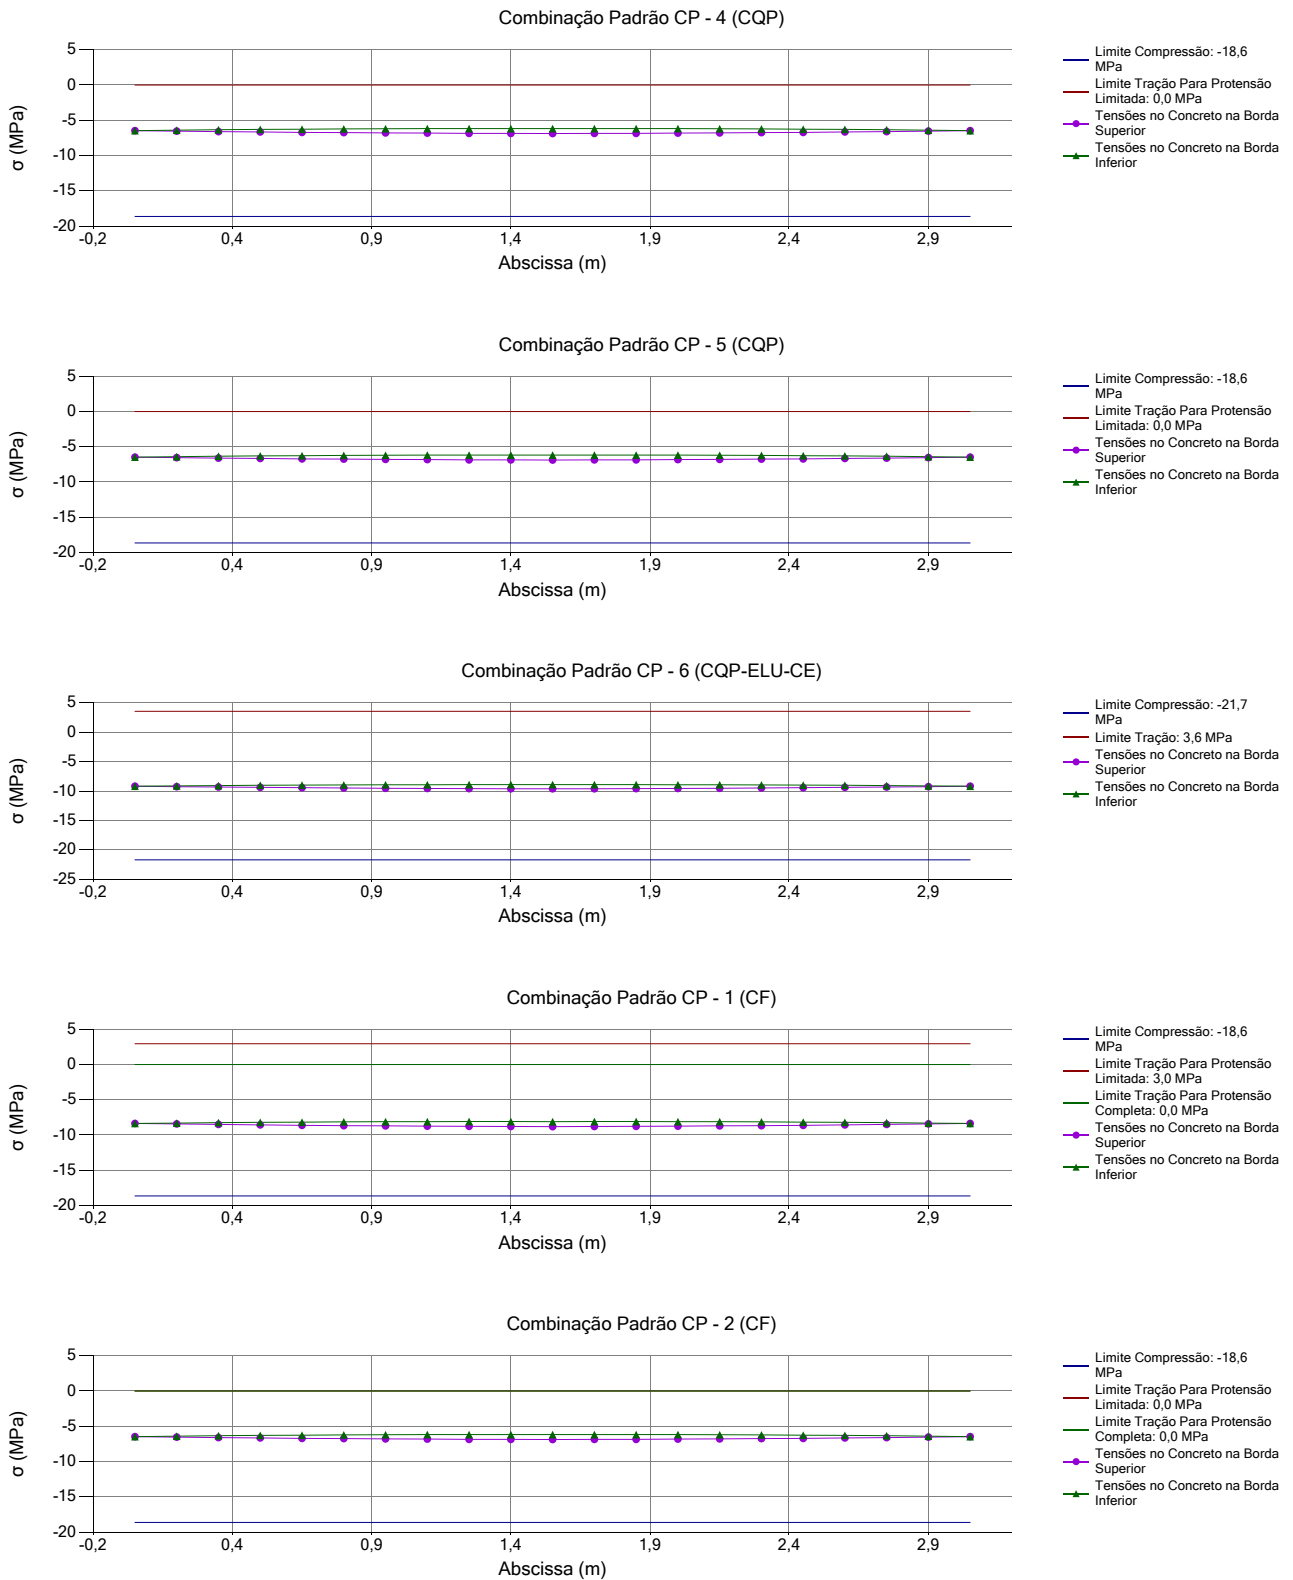 Combinação Padrão CP - 4 (CQP)
5
0
-5
-10
-15
-20
σ (MPa)
-0,2 0,4 0,9 1,4 1,9 2,4 2,9
Abscissa (m)
Limite Compressão: -18,6
MPa
Limite Tração Para Protensão
Limitada: 0,0 MPa
Tensões no Concreto na Borda
Superior
Tensões no Concreto na Borda
Inferior
Combinação Padrão CP - 5 (CQP)
5
0
-5
-10
-15
-20
σ (MPa)
-0,2 0,4 0,9 1,4 1,9 2,4 2,9
Abscissa (m)
Limite Compressão: -18,6
MPa
Limite Tração Para Protensão
Limitada: 0,0 MPa
Tensões no Concreto na Borda
Superior
Tensões no Concreto na Borda
Inferior
Combinação Padrão CP - 6 (CQP-ELU-CE)
5
0
-5
-10
-15
-20
-25
σ (MPa)
-0,2 0,4 0,9 1,4 1,9 2,4 2,9
Abscissa (m)
Limite Compressão: -21,7
MPa
Limite Tração: 3,6 MPa
Tensões no Concreto na Borda
Superior
Tensões no Concreto na Borda
Inferior
Combinação Padrão CP - 1 (CF)
5
0
-5
-10
-15
-20
σ (MPa)
-0,2 0,4 0,9 1,4 1,9 2,4 2,9
Abscissa (m)
Limite Compressão: -18,6
MPa
Limite Tração Para Protensão
Limitada: 3,0 MPa
Limite Tração Para Protensão
Completa: 0,0 MPa
Tensões no Concreto na Borda
Superior
Tensões no Concreto na Borda
Inferior
Combinação Padrão CP - 2 (CF)
5
0
-5
-10
-15
-20
σ (MPa)
-0,2 0,4 0,9 1,4 1,9 2,4 2,9
Abscissa (m)
Limite Compressão: -18,6
MPa
Limite Tração Para Protensão
Limitada: 0,0 MPa
Limite Tração Para Protensão
Completa: 0,0 MPa
Tensões no Concreto na Borda
Superior
Tensões no Concreto na Borda
Inferior